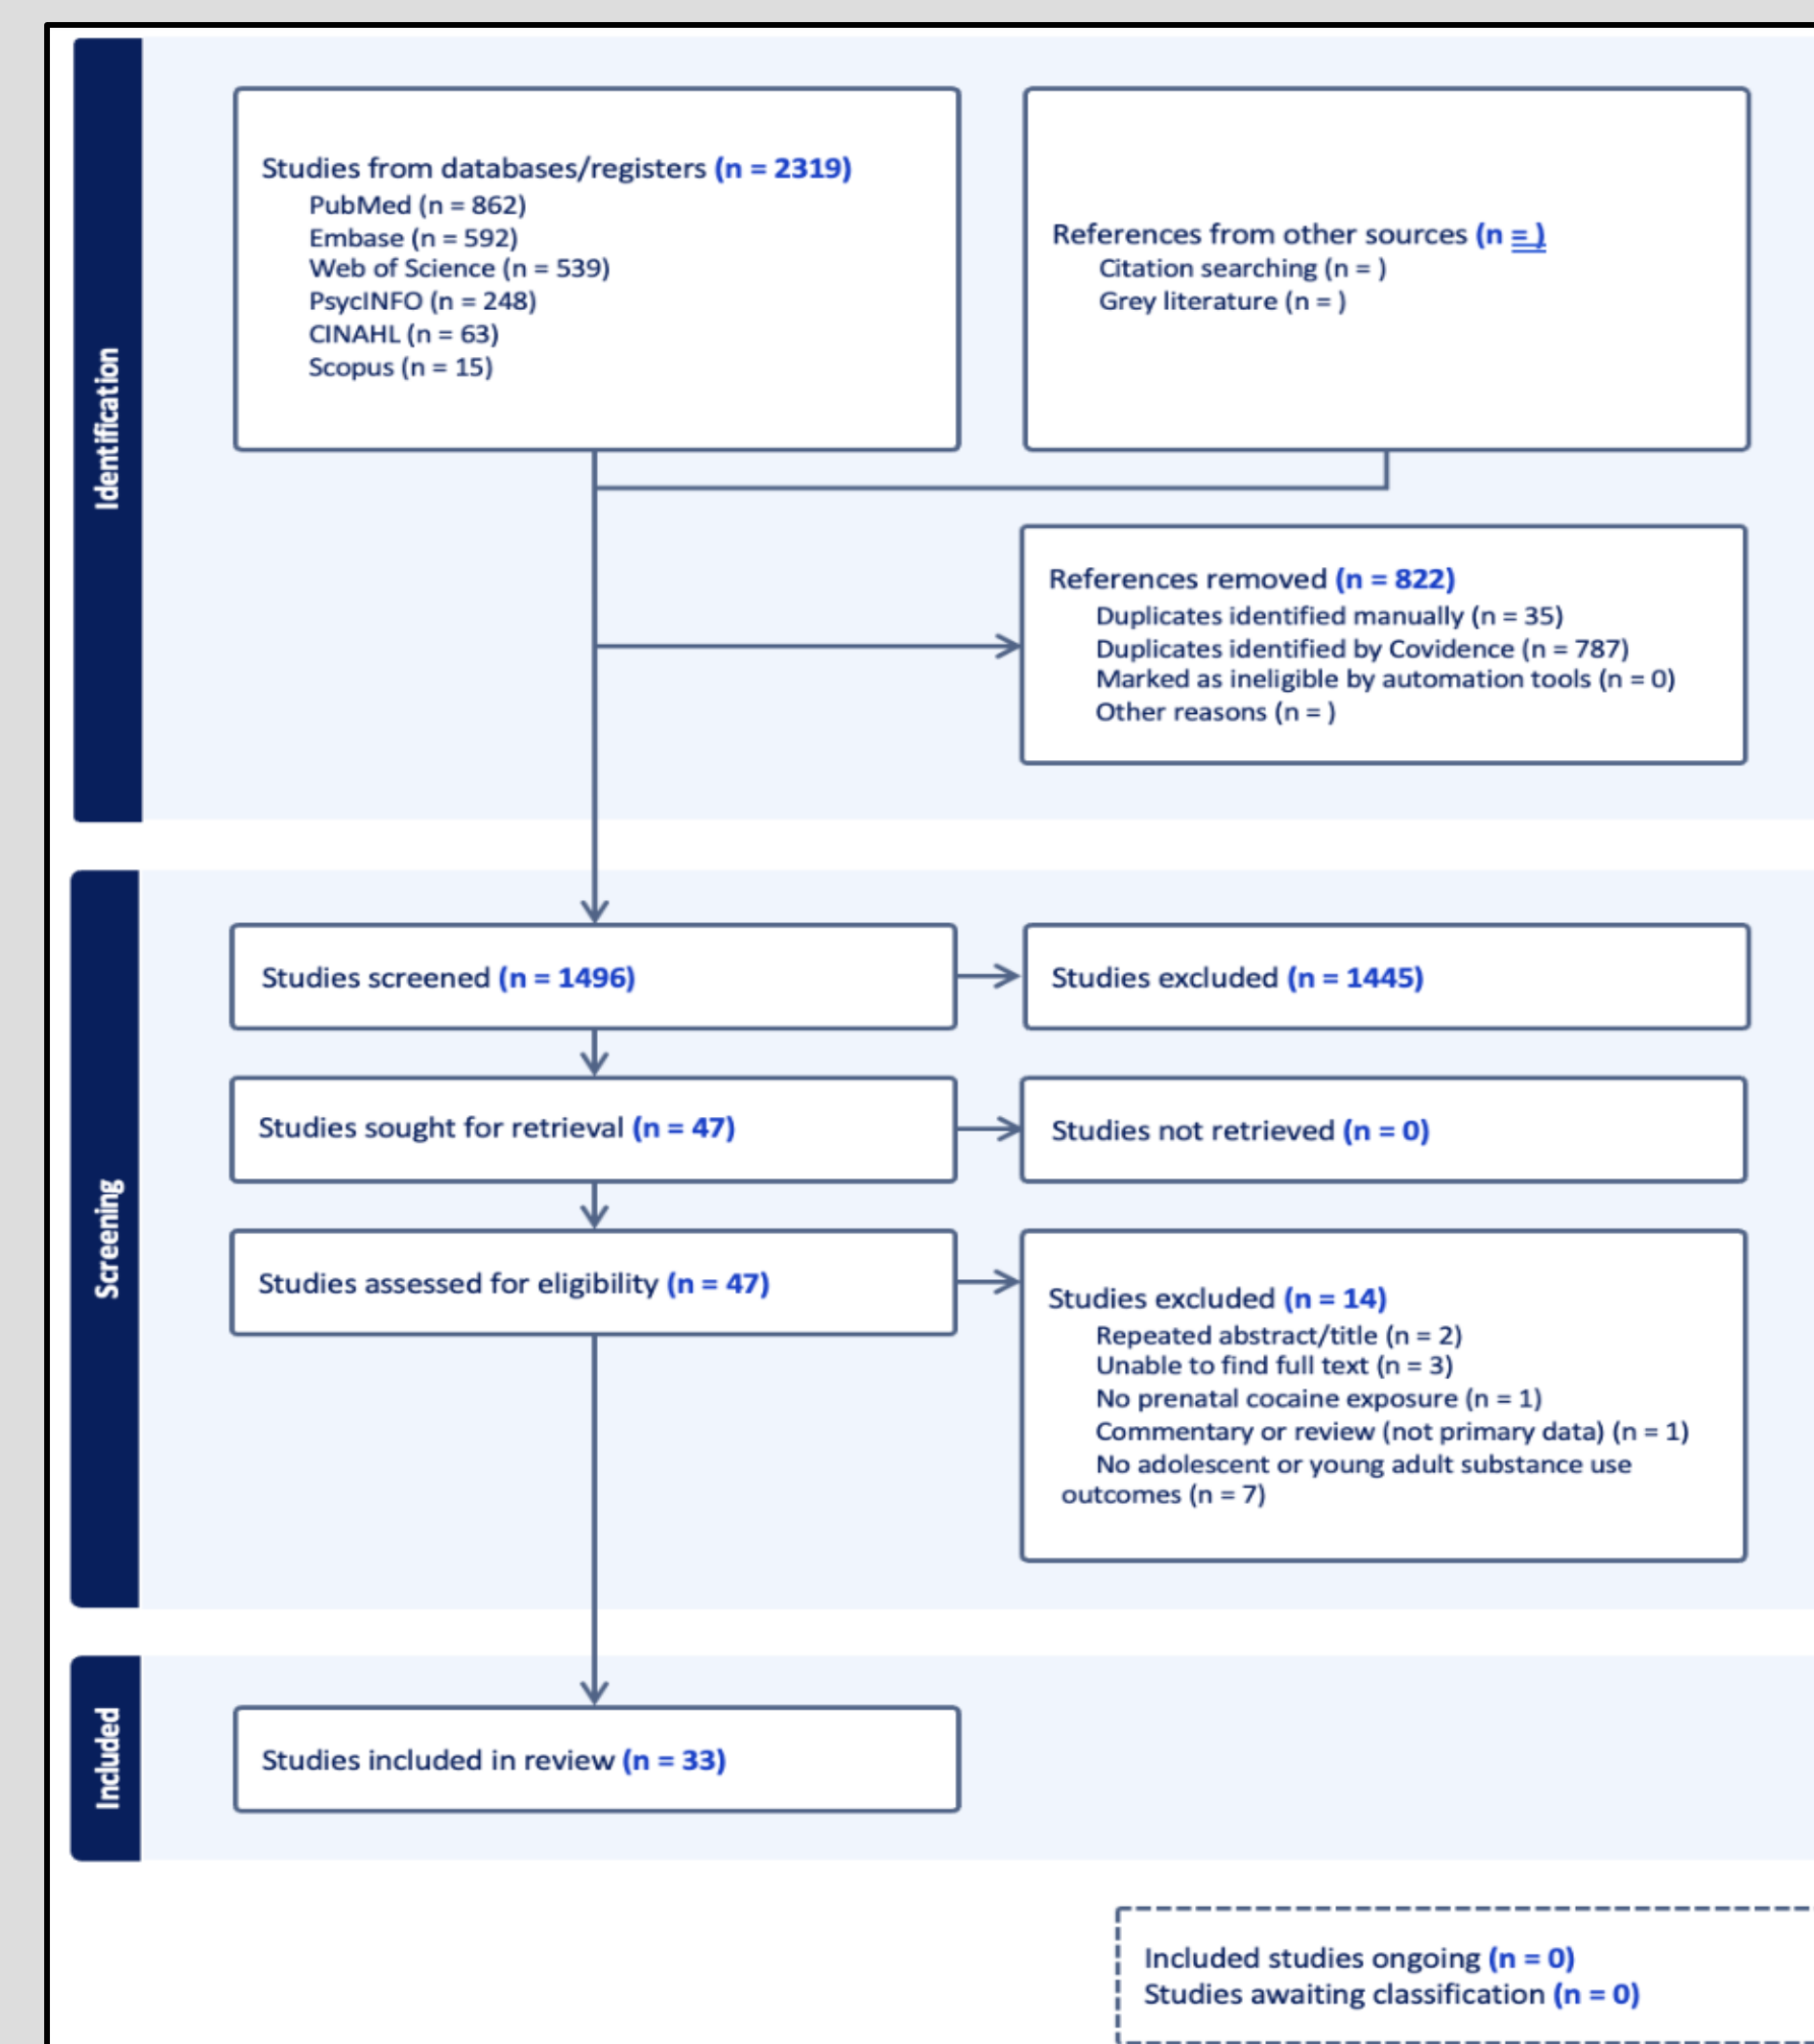 Identification
Studies from databases/registers (n = 2319)
PubMed (n = 862)
Embase (n = 592)
Web of Science (n = 539)
PsycINFO (n = 248)
CINAHL (n = 63)
Scopus (n = 15)
References from other sources (n = )
Citation searching (n = )
Grey literature (n = )
References removed (n = 822)
Duplicates identified manually (n = 35)
Duplicates identified by Covidence (n = 787)
Marked as ineligible by automation tools (n = 0)
Other reasons (n = )
Screening
Studies screened (n = 1496)
Studies excluded (n = 1445)
Studies sought for retrieval (n = 47)
Studies not retrieved (n = 0)
Studies assessed for eligibility (n = 47)
Studies excluded (n = 14)
Repeated abstract/title (n = 2)
Unable to find full text (n = 3)
No prenatal cocaine exposure (n = 1)
Commentary or review (not primary data) (n = 1)
No adolescent or young adult substance use
outcomes (n = 7)
Included
Studies included in review (n = 33)
Included studies ongoing (n = 0)
Studies awaiting classification (n = 0)